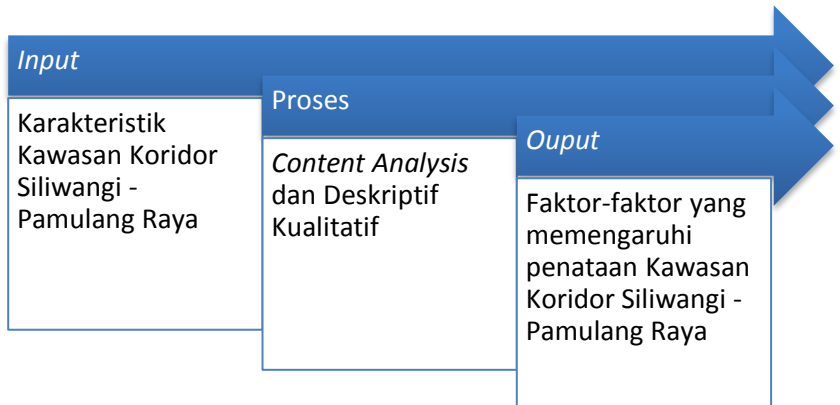 Input
Karakteristik
Kawasan Koridor
Siliwangi -
Pamulang Raya
Proses
Content Analysis
dan Deskriptif
Kualitatif
Ouput
Faktor-faktor yang
memengaruhi
penataan Kawasan
Koridor Siliwangi -
Pamulang Raya